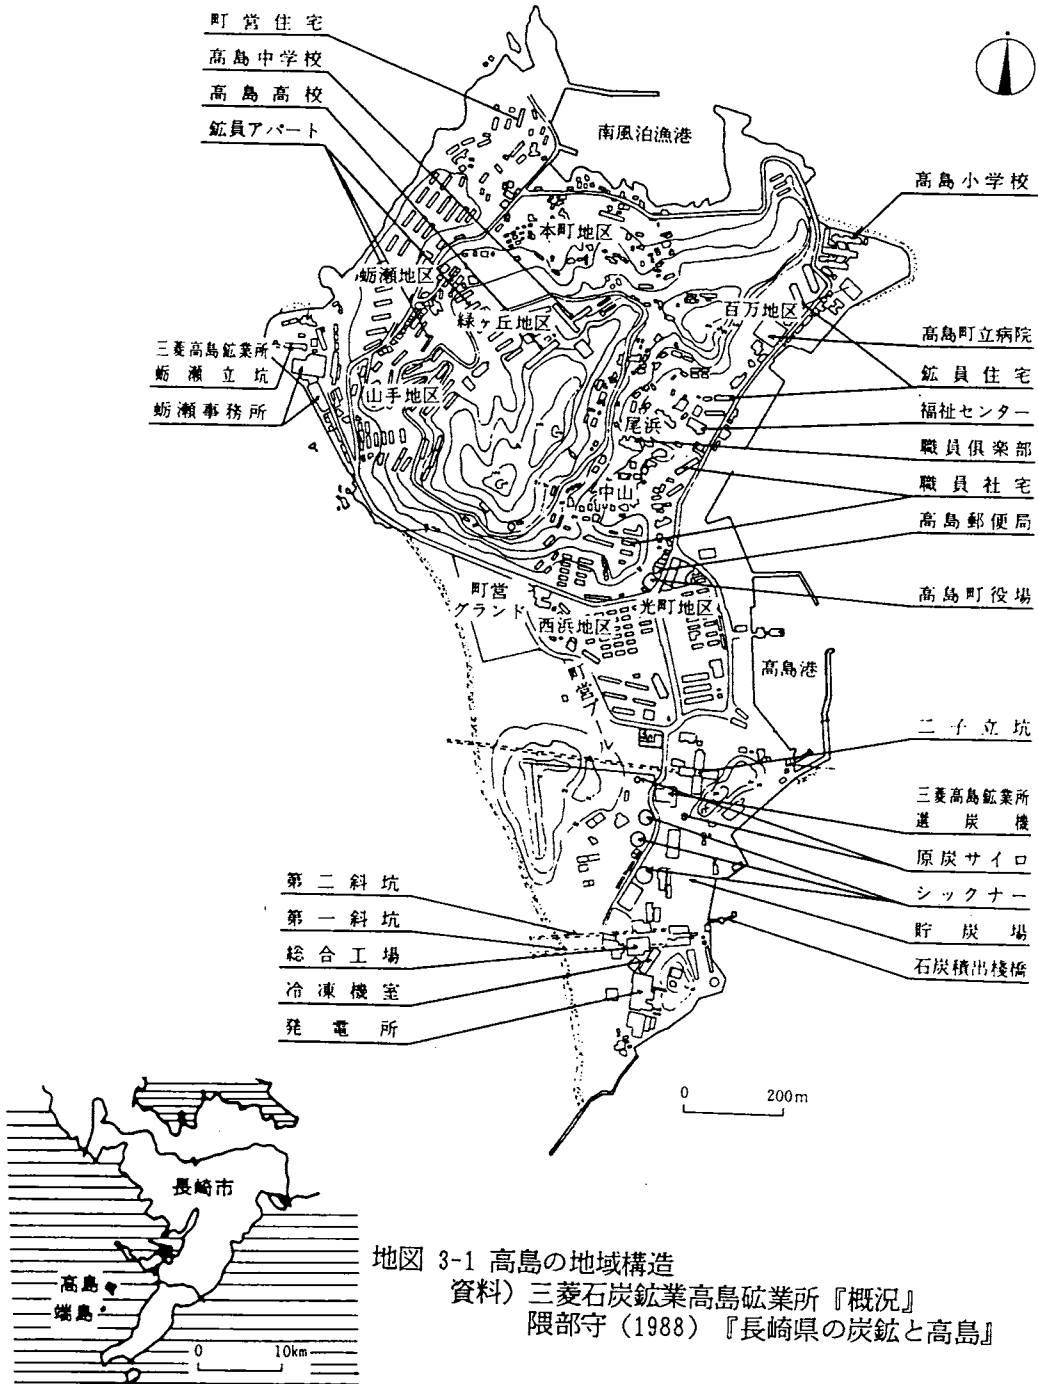 町営住宅
高島中学校
高島高校
鉱員アパート
南風泊漁港
高島小学校
本町地区
蛎瀬地区
緑ヶ丘地区
百万地区
高島町立病院
三菱高島鉱業所
蛎瀬立坑
鉱員住宅
山手地区
蛎瀬事務所
福祉センター
尾浜
職員倶楽部
職員社宅
中山
高島郵便局
町営
グランド
高島町役場
光町地区
西浜地区
高島港
町営プール
二子立坑
三菱高島鉱業所
選炭機
原炭サイロ
第二斜坑
シックナー
第一斜坑
貯炭場
総合工場
石炭積出棧橋
冷凍機室
発電所
0 200m
長崎市
高島
端島
0 10km
地図 3-1 高島の地域構造
資料）三菱石炭鉱業高島砿業所『概況』
隈部守（1988）『長崎県の炭鉱と高島』